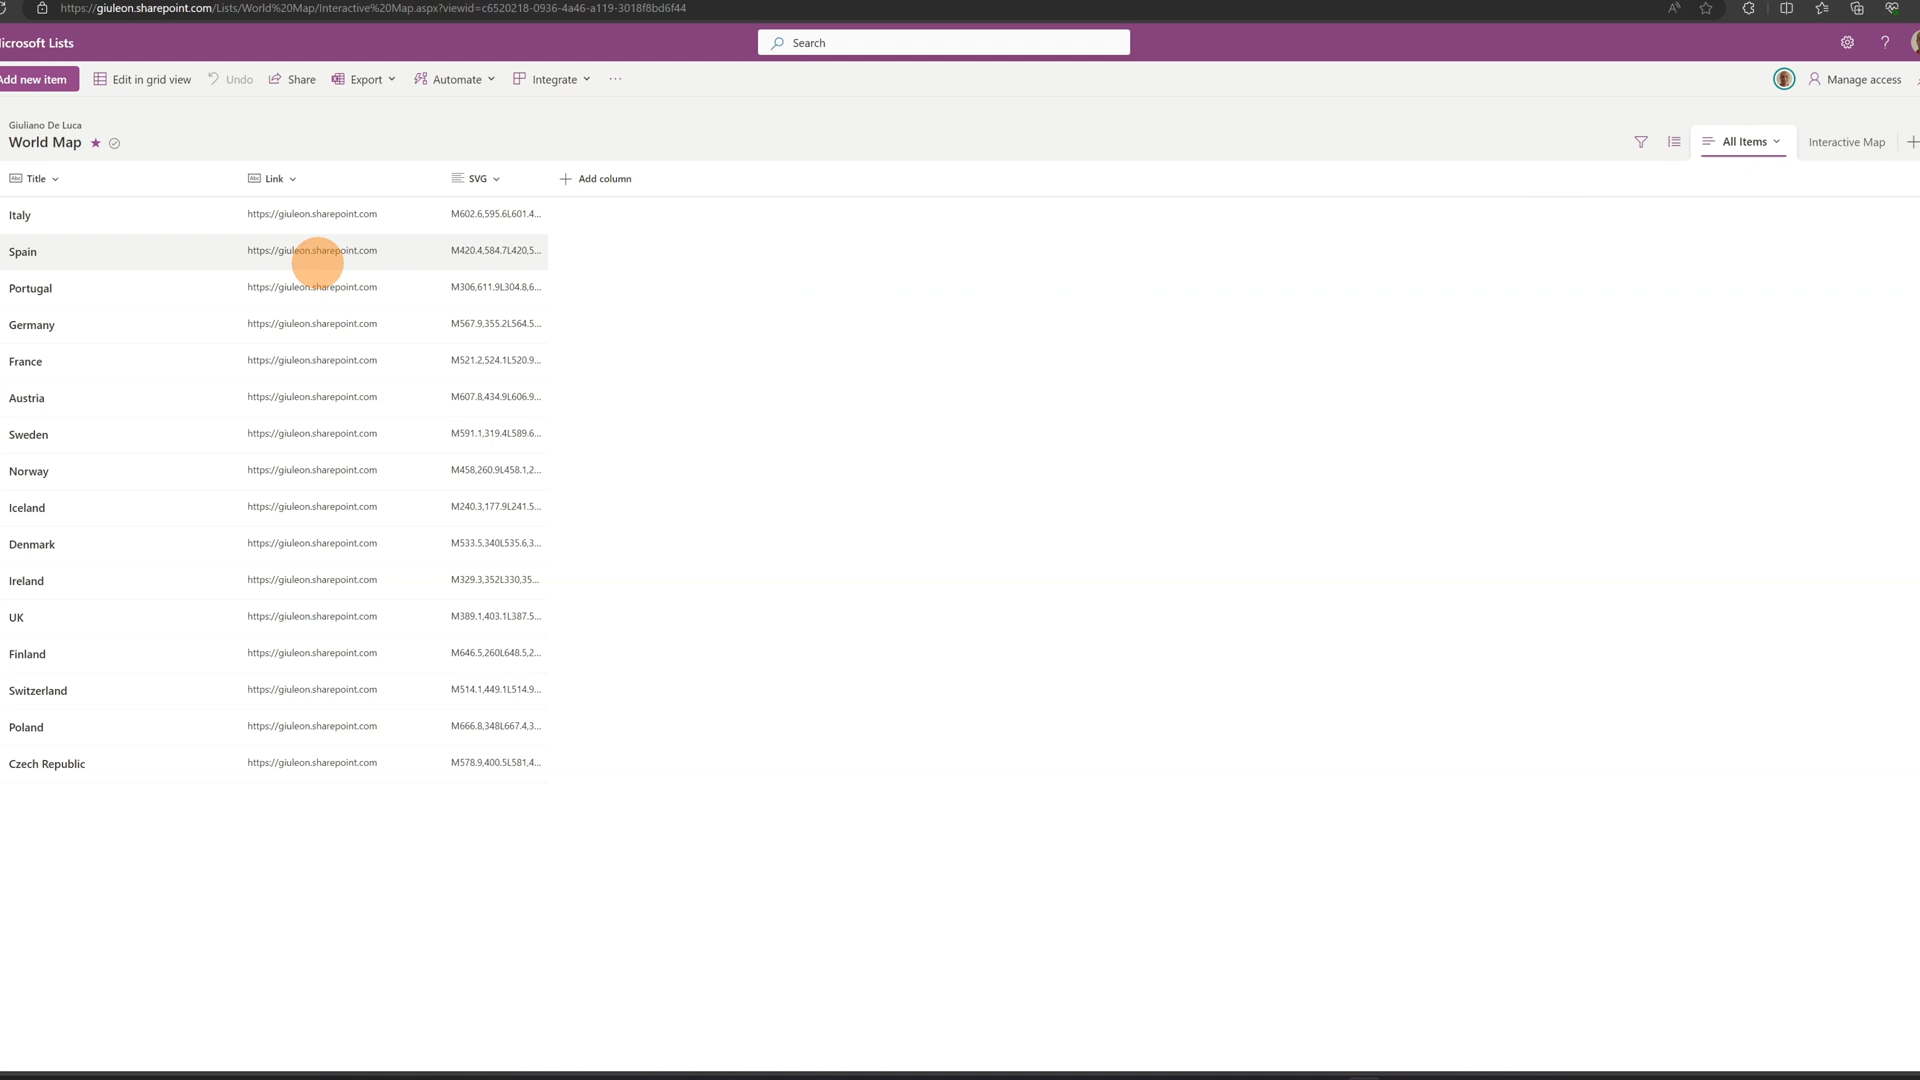 https://giuleon.sharepoint.com/Lists/World%20Map/Interactive%20Map.aspx?viewid=c6520218-0936-4a46-a119-3018f8bd6f44
icrosoft Lists
Search
Add new item
Edit in grid view
Undo
Share
Export
Automate
Integrate
Manage access
Giuliano De Luca
World Map
All Items
Interactive Map
Title Link SVG Add column
Italy https://giuleon.sharepoint.com M602.6,595.6L601.4...
Spain https://giuleon.sharepoint.com M420.4,584.7L420,5...
Portugal https://giuleon.sharepoint.com M306,611.9L304.8,6...
Germany https://giuleon.sharepoint.com M567.9,355.2L564.5...
France https://giuleon.sharepoint.com M521.2,524.1L520.9...
Austria https://giuleon.sharepoint.com M607.8,434.9L606.9...
Sweden https://giuleon.sharepoint.com M591.1,319.4L589.6...
Norway https://giuleon.sharepoint.com M458,260.9L458.1,2...
Iceland https://giuleon.sharepoint.com M240.3,177.9L241.5...
Denmark https://giuleon.sharepoint.com M533.5,340L535.6,3...
Ireland https://giuleon.sharepoint.com M329.3,352L330,35...
UK https://giuleon.sharepoint.com M389.1,403.1L387.5...
Finland https://giuleon.sharepoint.com M646.5,260L648.5,2...
Switzerland https://giuleon.sharepoint.com M514.1,449.1L514.9...
Poland https://giuleon.sharepoint.com M666.8,348L667.4,3...
Czech Republic https://giuleon.sharepoint.com M578.9,400.5L581,4...